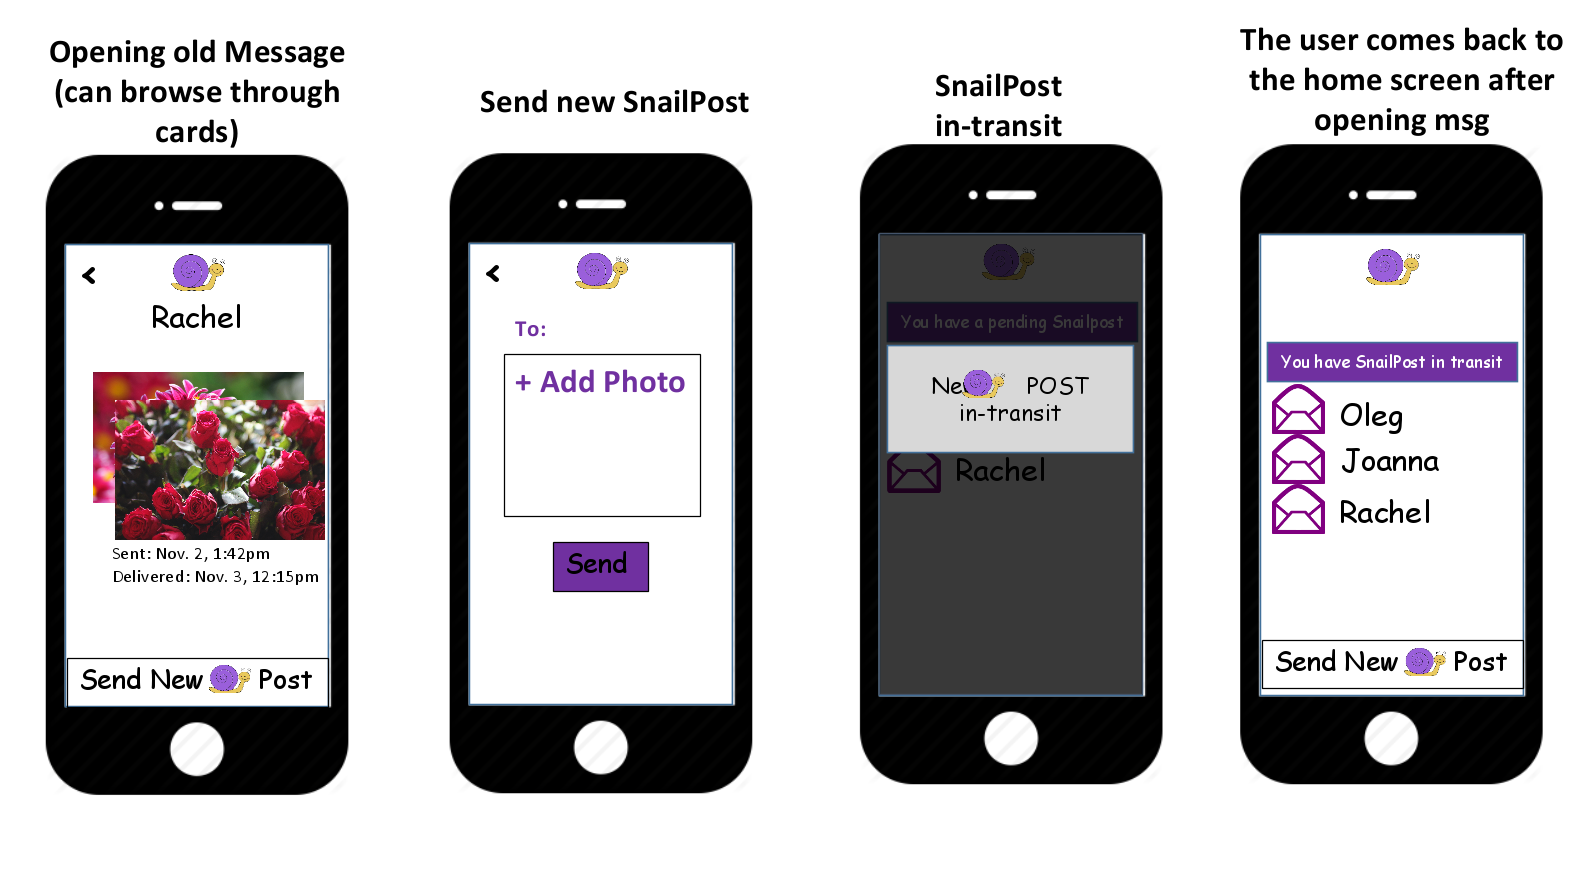 Opening old Message
(can browse through
cards)
<
Rachel
Sent: Nov. 2, 1:42pm
Delivered: Nov. 3, 12:15pm
Send New Post
Send new SnailPost
<
To:
+ Add Photo
Send
SnailPost
in-transit
You have a pending Snailpost
Ne POST
in-transit
Rachel
The user comes back to
the home screen after
opening msg
You have SnailPost in transit
Oleg
Joanna
Rachel
Send New Post